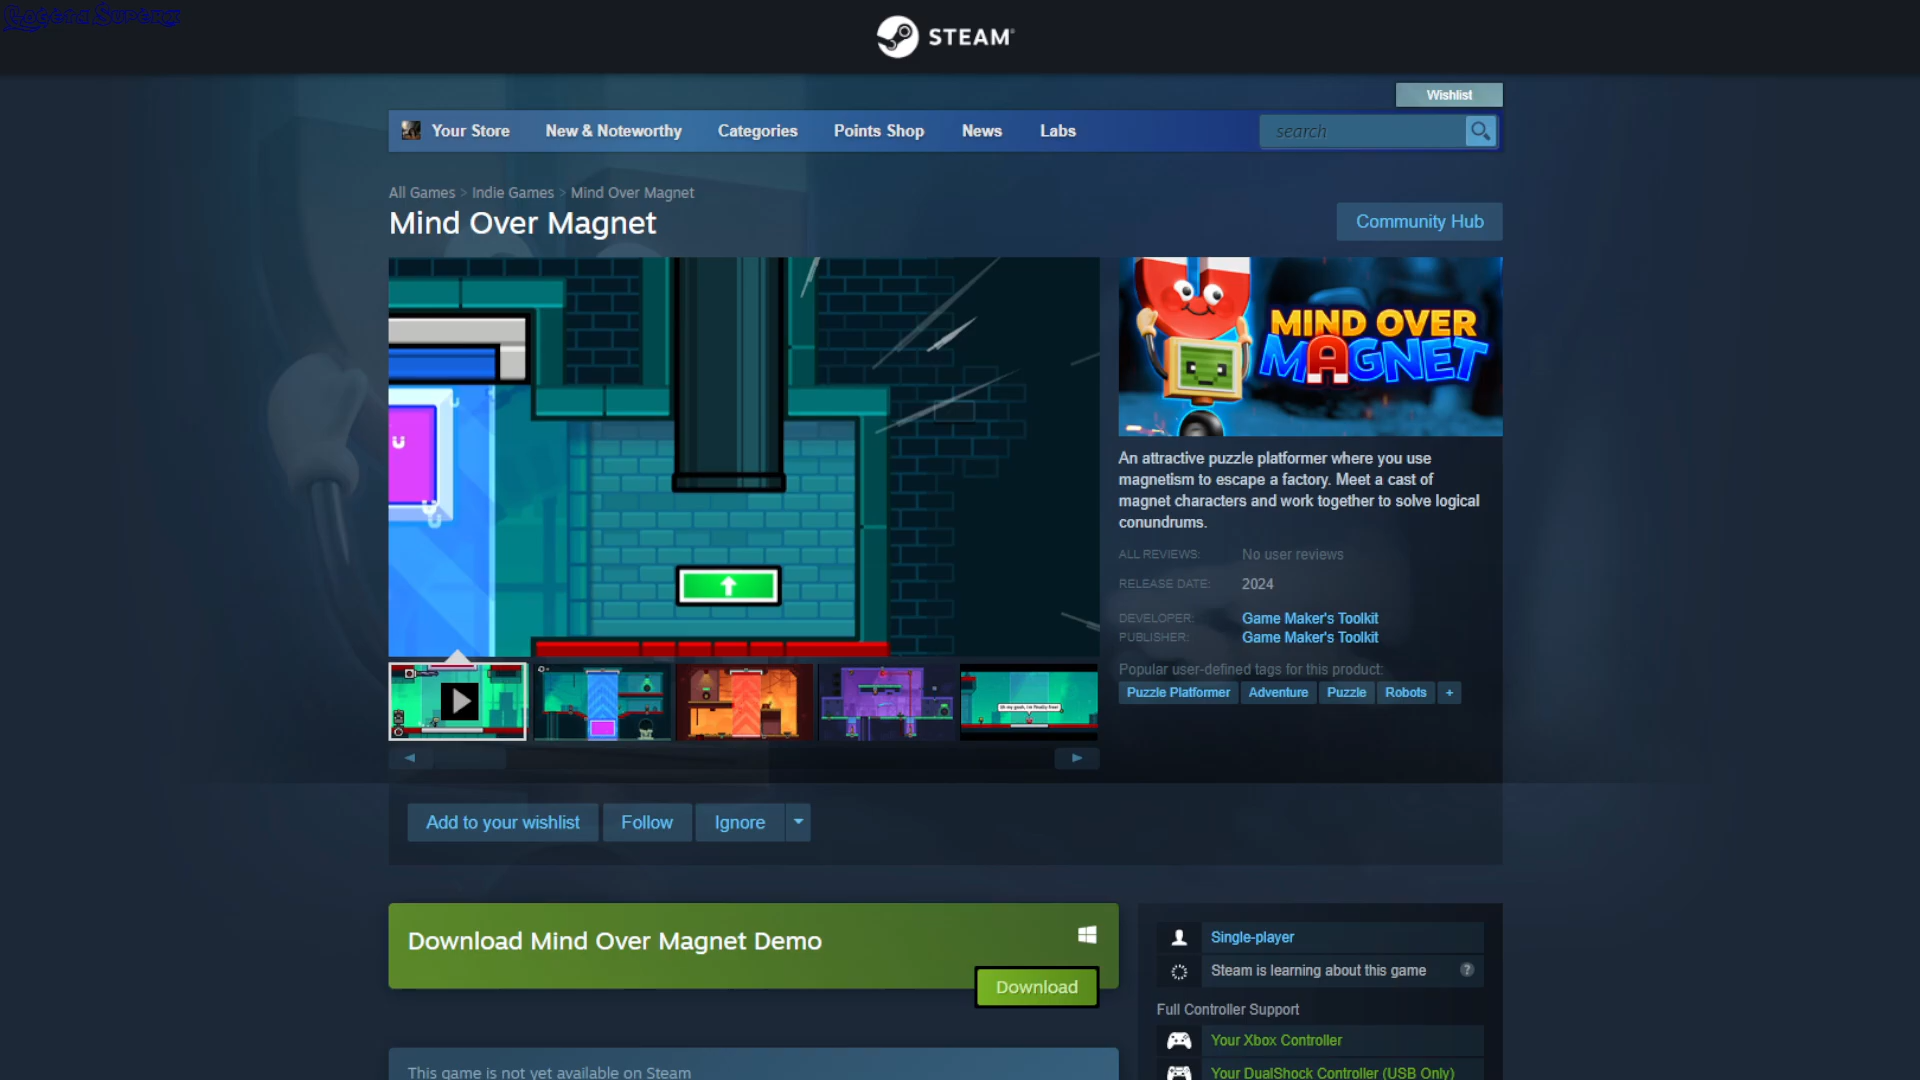 STEAM
Wishlist
Your Store New & Noteworthy Categories Points Shop News Labs search
All Games > Indie Games > Mind Over Magnet
Mind Over Magnet
Community Hub
MIND OVER
MAGNET
An attractive puzzle platformer where you use
magnetism to escape a factory. Meet a cast of
magnet characters and work together to solve logical
conundrums.
ALL REVIEWS: No user reviews
RELEASE DATE: 2024
DEVELOPER: Game Maker's Toolkit
PUBLISHER: Game Maker's Toolkit
Popular user-defined tags for this product:
Puzzle Platformer Adventure Puzzle Robots +
Oh my gosh, I'm finally free!
Add to your wishlist Follow Ignore
Download Mind Over Magnet Demo
Download
Single-player
Steam is learning about this game ?
Full Controller Support
Your Xbox Controller
Your DualShock Controller (USB Only)
This game is not yet available on Steam